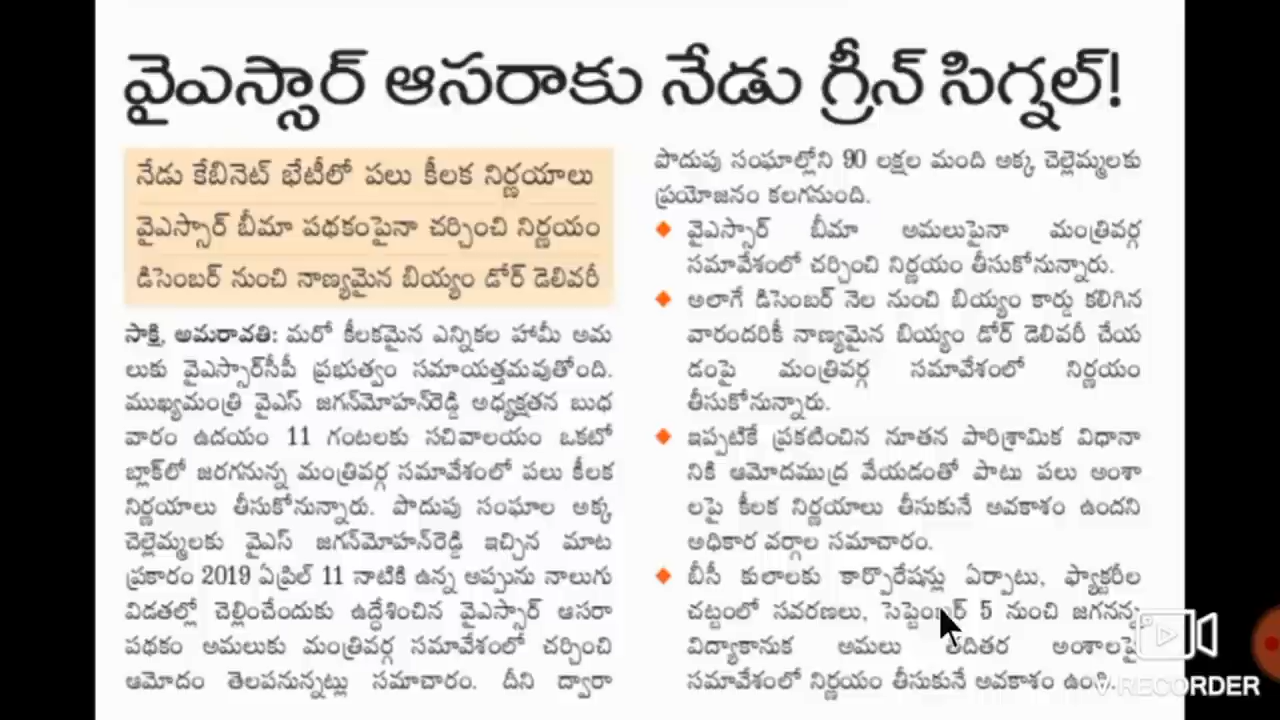 వైఎస్సార్ ఆసరాకు నేడు గ్రీన్ సిగ్నల్!
నేడు కేబినెట్ భేటీలో పలు కీలక నిర్ణయాలు
వైఎస్సార్ బీమా పథకంపైనా చర్చించి నిర్ణయం
డిసెంబర్ నుంచి నాణ్యమైన బియ్యం డోర్ డెలివరీ
సాక్షి, అమరావతి: మరో కీలకమైన ఎన్నికల హామీ అమ
లుకు వైఎస్సార్‌సీపీ ప్రభుత్వం సమాయత్తమవుతోంది.
ముఖ్యమంత్రి వైఎస్ జగన్‌మోహన్‌రెడ్డి అధ్యక్షతన బుధ
వారం ఉదయం 11 గంటలకు సచివాలయం ఒకటో
బ్లాక్‌లో జరగనున్న మంత్రివర్గ సమావేశంలో పలు కీలక
నిర్ణయాలు తీసుకోనున్నారు. పొదుపు సంఘాల అక్క
చెల్లెమ్మలకు వైఎస్ జగన్‌మోహన్‌రెడ్డి ఇచ్చిన మాట
ప్రకారం 2019 ఏప్రిల్ 11 నాటికి ఉన్న అప్పును నాలుగు
విడతల్లో చెల్లించేందుకు ఉద్దేశించిన వైఎస్సార్ ఆసరా
పథకం అమలుకు మంత్రివర్గ సమావేశంలో చర్చించి
ఆమోదం తెలపనున్నట్లు సమాచారం. దీని ద్వారా
పొదుపు సంఘాల్లోని 90 లక్షల మంది అక్క చెల్లెమ్మలకు
ప్రయోజనం కలగనుంది.
వైఎస్సార్ బీమా అమలుపైనా మంత్రివర్గ
సమావేశంలో చర్చించి నిర్ణయం తీసుకోనున్నారు.
అలాగే డిసెంబర్ నెల నుంచి బియ్యం కార్డు కలిగిన
వారందరికీ నాణ్యమైన బియ్యం డోర్ డెలివరీ చేయ
డంపై మంత్రివర్గ సమావేశంలో నిర్ణయం
తీసుకోనున్నారు.
ఇప్పటికే ప్రకటించిన నూతన పారిశ్రామిక విధానా
నికి ఆమోదముద్ర వేయడంతో పాటు పలు అంశా
లపై కీలక నిర్ణయాలు తీసుకునే అవకాశం ఉందని
అధికార వర్గాల సమాచారం.
బీసీ కులాలకు కార్పొరేషన్లు ఏర్పాటు, ఫ్యాక్టరీల
చట్టంలో సవరణలు, సెప్టెంబర్ 5 నుంచి జగనన్న
విద్యాకానుక అమలు తదితర అంశాలపై
సమావేశంలో నిర్ణయం తీసుకునే అవకాశం ఉంది.
V RECORDER